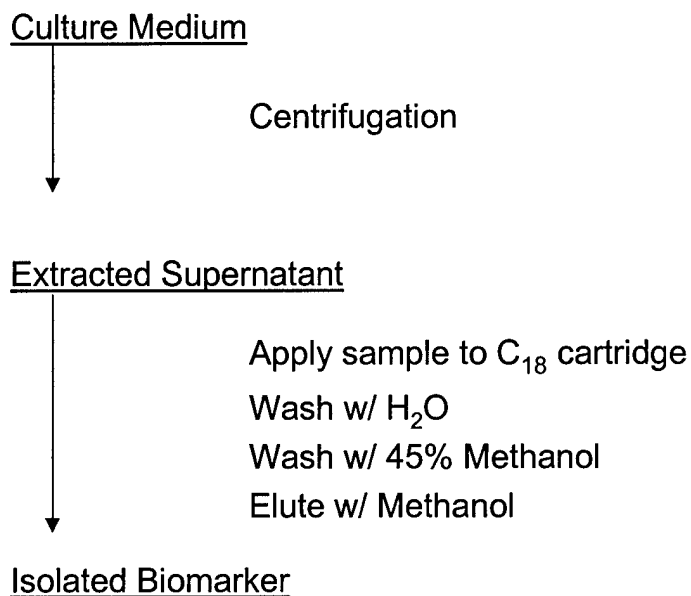 Culture Medium
Centrifugation
Extracted Supernatant
Apply sample to C₁₈ cartridge
Wash w/ H₂O
Wash w/ 45% Methanol
Elute w/ Methanol
Isolated Biomarker